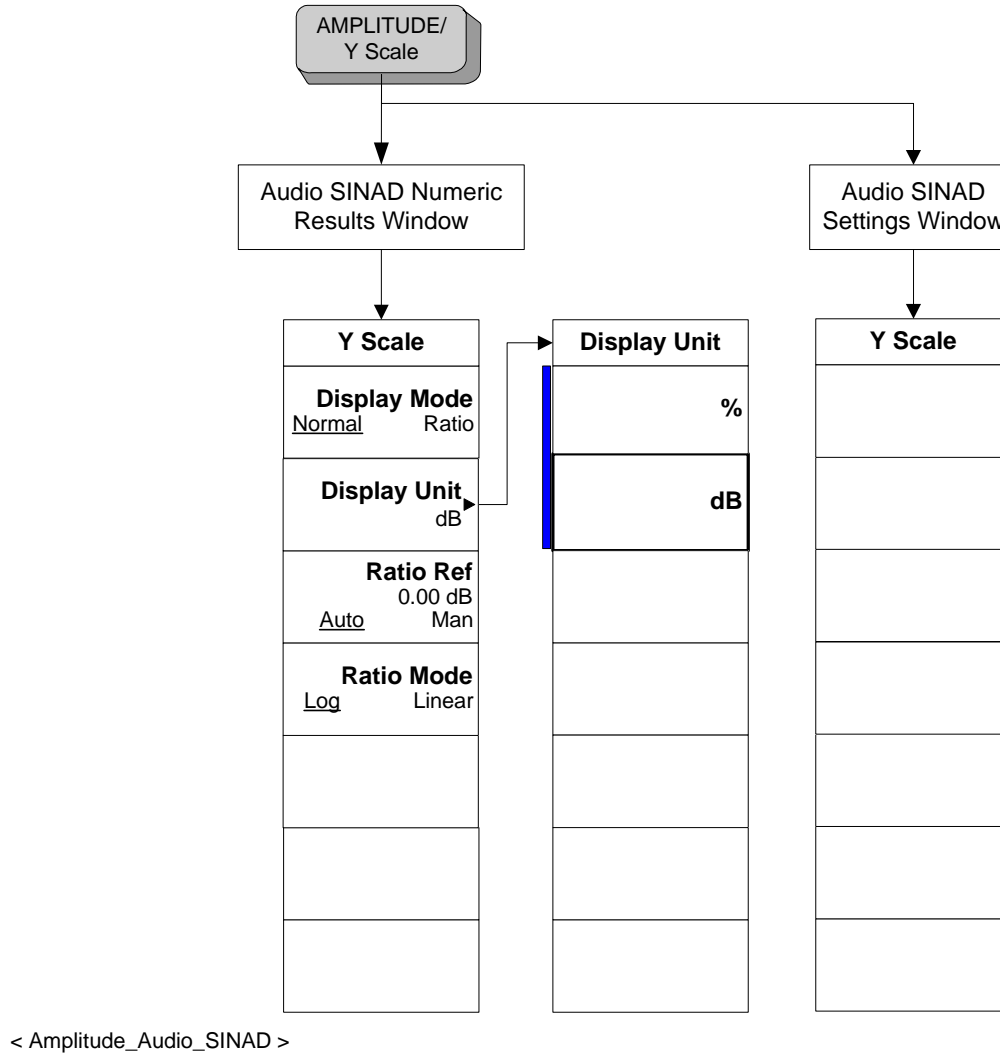 AMPLITUDE/
Y Scale
Audio SINAD Numeric
Results Window
Audio SINAD
Settings Window
Y Scale
Display Mode
Normal Ratio
Display Unit
dB
Ratio Ref
0.00 dB
Auto Man
Ratio Mode
Log Linear
Display Unit
%
dB
Y Scale
< Amplitude_Audio_SINAD >